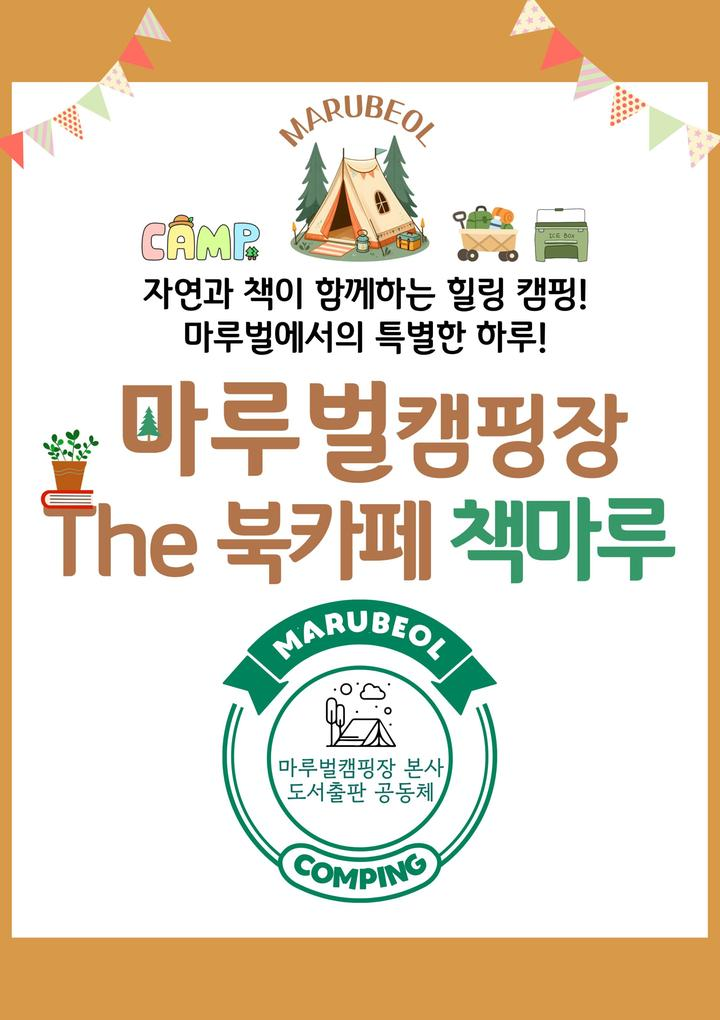 MARUBEOL
CAMP
ICE BOX
자연과 책이 함께하는 힐링 캠핑!
마루벌에서의 특별한 하루!
마루벌캠핑장
The 북카페 책마루
MARUBEOL
마루벌캠핑장 본사
도서출판 공동체
COMPING